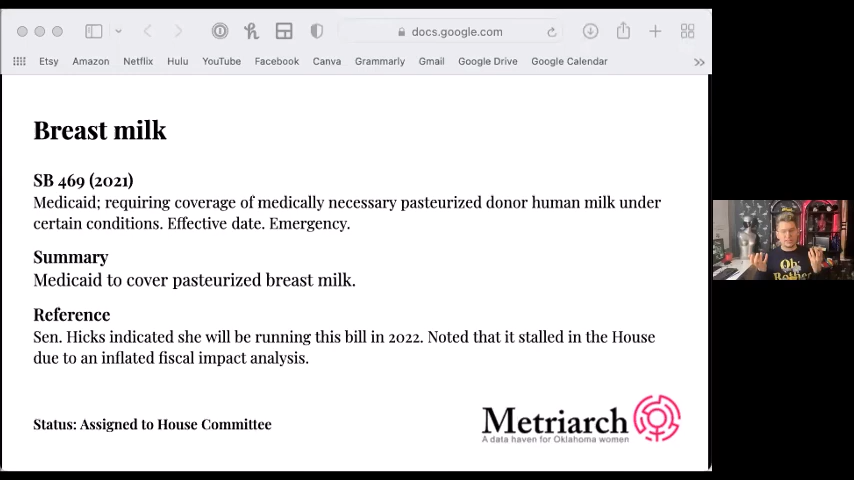 docs.google.com
Etsy Amazon Netflix Hulu YouTube Facebook Canva Grammarly Gmail Google Drive Google Calendar
Breast milk
SB 469 (2021)
Medicaid; requiring coverage of medically necessary pasteurized donor human milk under
certain conditions. Effective date. Emergency.
Summary
Medicaid to cover pasteurized breast milk.
Reference
Sen. Hicks indicated she will be running this bill in 2022. Noted that it stalled in the House
due to an inflated fiscal impact analysis.
Status: Assigned to House Committee
Metriarch
A data haven for Oklahoma women